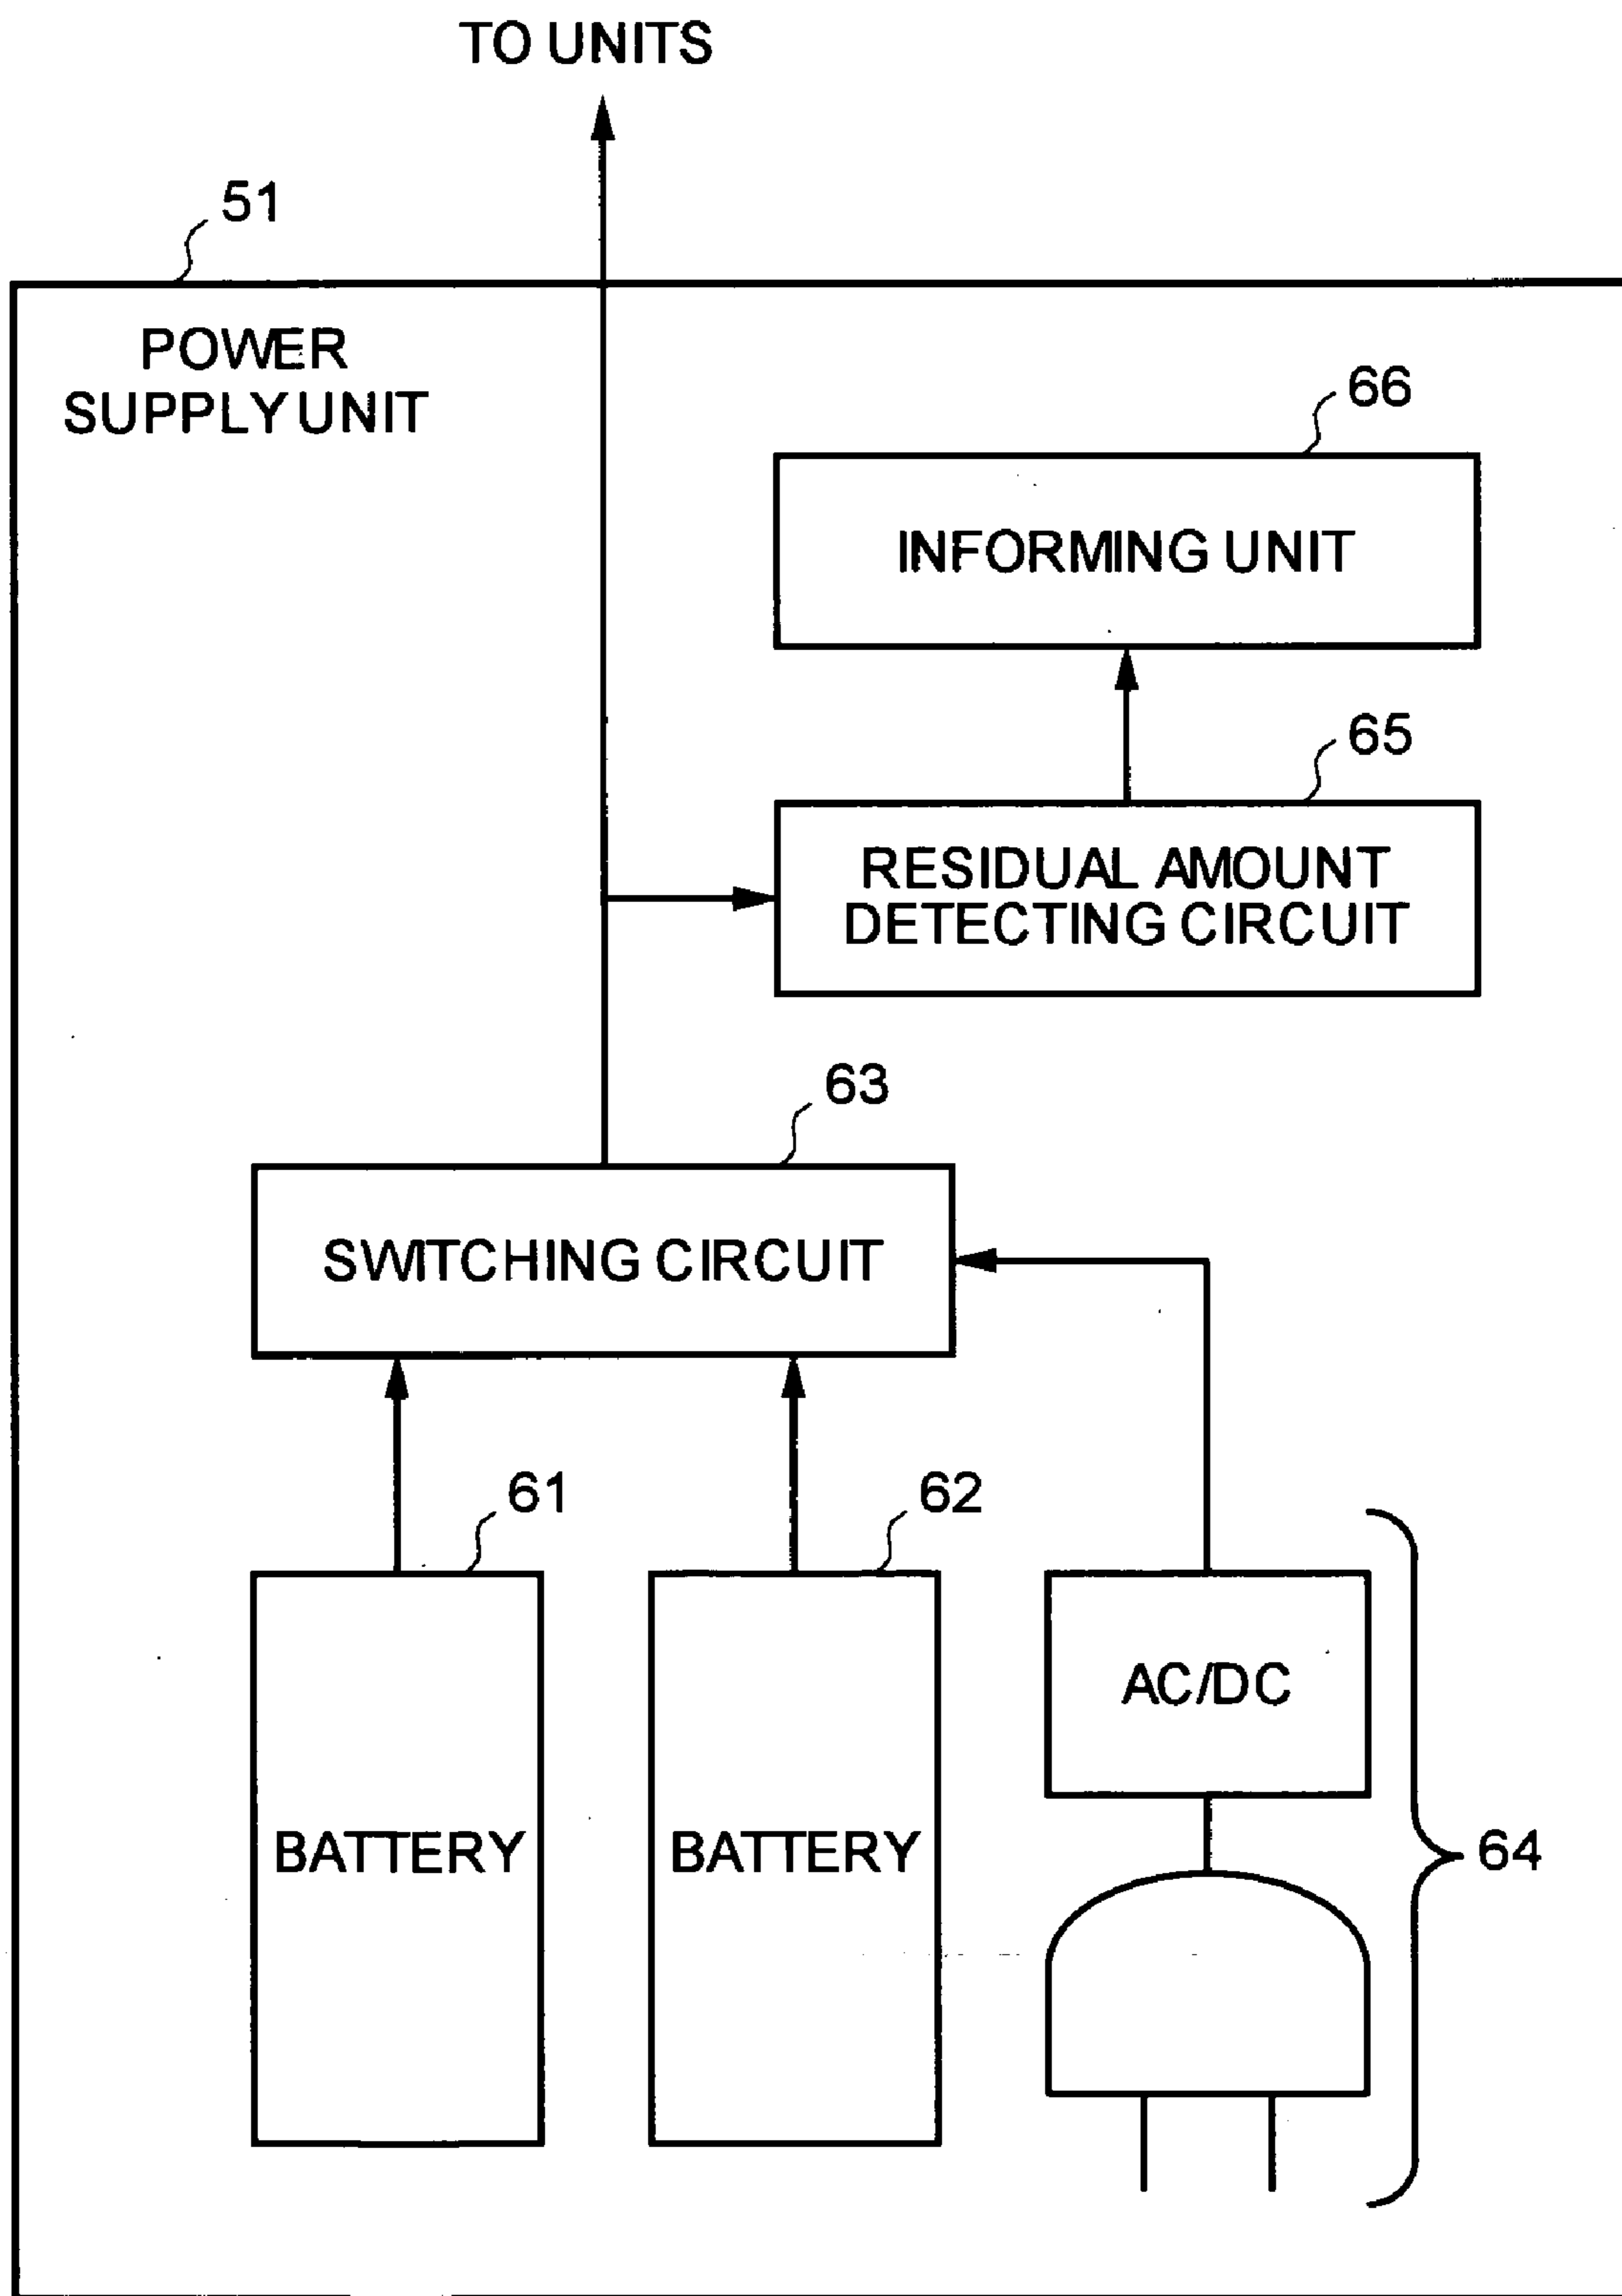 TO UNITS
51
POWER
SUPPLY UNIT
66
INFORMING UNIT
65
RESIDUAL AMOUNT
DETECTING CIRCUIT
63
SWITCHING CIRCUIT
61
62
AC/DC
BATTERY
BATTERY
64